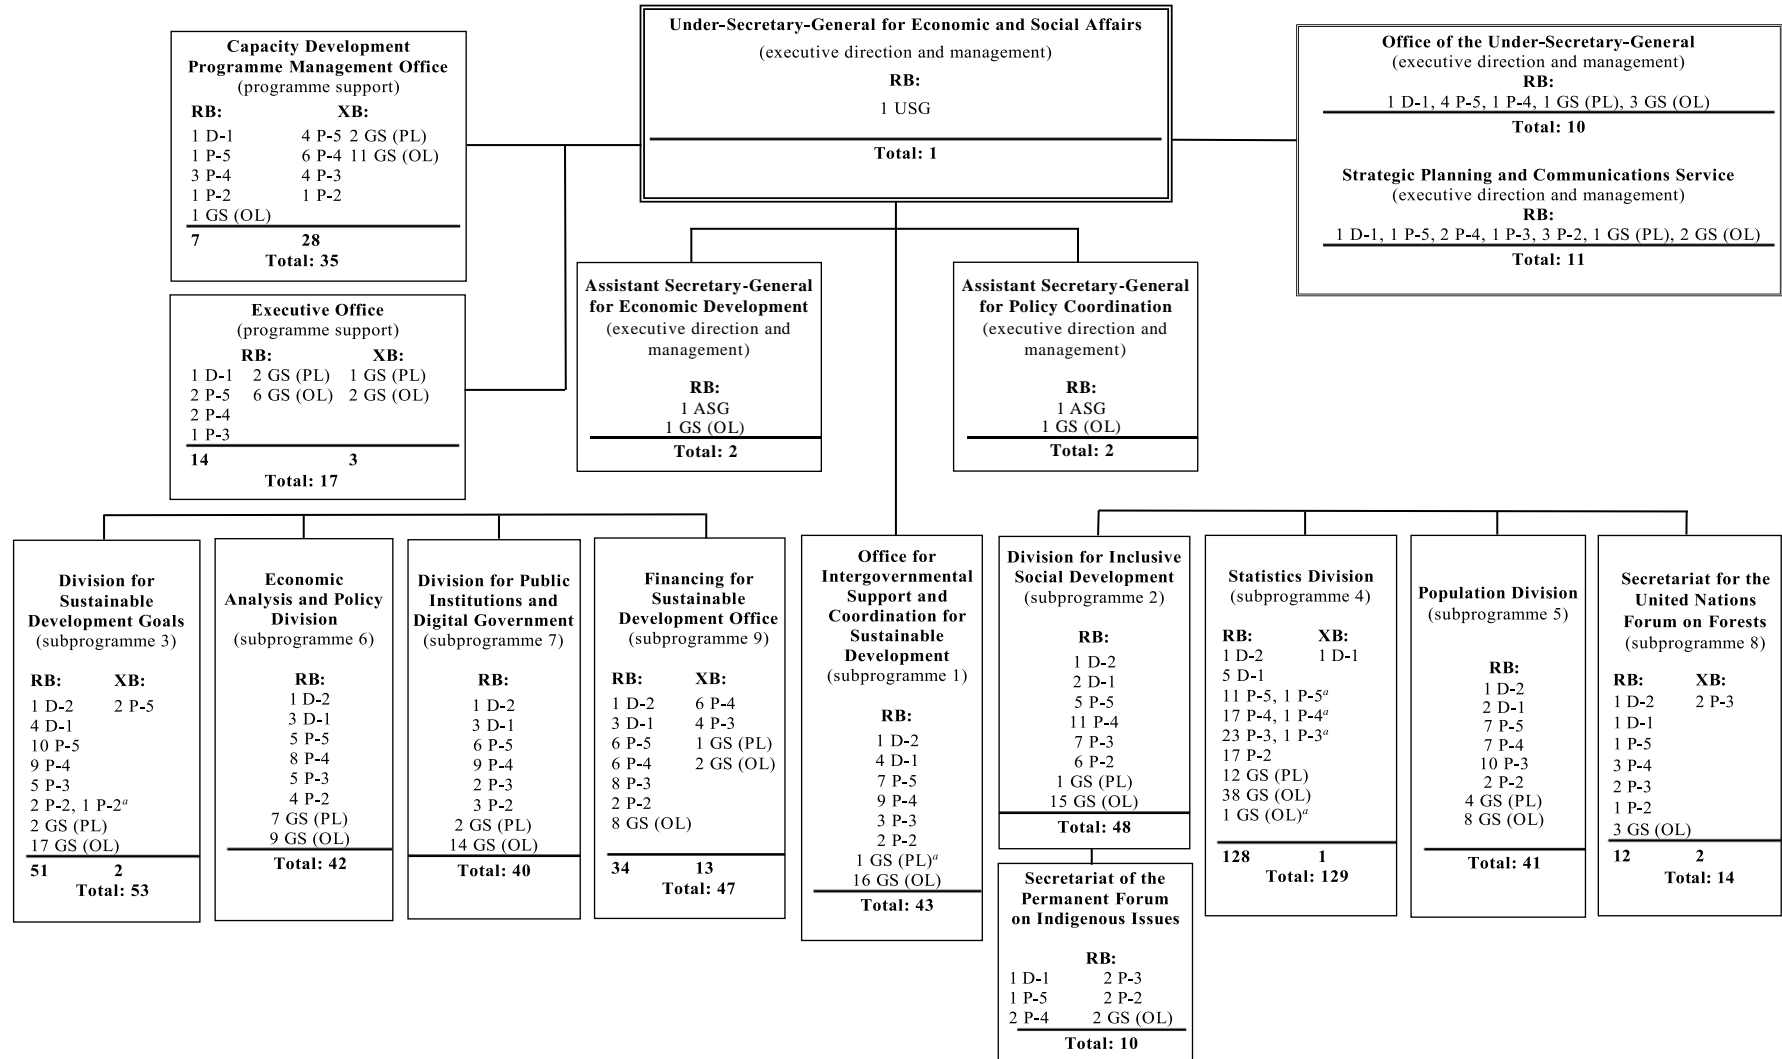 Under-Secretary-General for Economic and Social Affairs
(executive direction and management)
RB:
1 USG
Total: 1
Capacity Development
Programme Management Office
(programme support)
RB: XB:
1 D-1 4 P-5 2 GS (PL)
1 P-5 6 P-4 11 GS (OL)
3 P-4 4 P-3
1 P-2 1 P-2
1 GS (OL)
7 28
Total: 35
Executive Office
(programme support)
RB: XB:
1 D-1 2 GS (PL) 1 GS (PL)
2 P-5 6 GS (OL) 2 GS (OL)
2 P-4
1 P-3
14 3
Total: 17
Office of the Under-Secretary-General
(executive direction and management)
RB:
1 D-1, 4 P-5, 1 P-4, 1 GS (PL), 3 GS (OL)
Total: 10
Strategic Planning and Communications Service
(executive direction and management)
RB:
1 D-1, 1 P-5, 2 P-4, 1 P-3, 3 P-2, 1 GS (PL), 2 GS (OL)
Total: 11
Assistant Secretary-General
for Economic Development
(executive direction and
management)
RB:
1 ASG
1 GS (OL)
Total: 2
Assistant Secretary-General
for Policy Coordination
(executive direction and
management)
RB:
1 ASG
1 GS (OL)
Total: 2
Division for
Sustainable
Development Goals
(subprogramme 3)
RB: XB:
1 D-2 2 P-5
4 D-1
10 P-5
9 P-4
5 P-3
2 P-2, 1 P-2a
2 GS (PL)
17 GS (OL)
51 2
Total: 53
Economic
Analysis and Policy
Division
(subprogramme 6)
RB:
1 D-2
3 D-1
5 P-5
8 P-4
5 P-3
4 P-2
7 GS (PL)
9 GS (OL)
Total: 42
Division for Public
Institutions and
Digital Government
(subprogramme 7)
RB:
1 D-2
3 D-1
6 P-5
9 P-4
2 P-3
3 P-2
2 GS (PL)
14 GS (OL)
Total: 40
Financing for
Sustainable
Development Office
(subprogramme 9)
RB: XB:
1 D-2 6 P-4
3 D-1 4 P-3
6 P-5 1 GS (PL)
6 P-4 2 GS (OL)
8 P-3
2 P-2
8 GS (OL)
34 13
Total: 47
Office for
Intergovernmental
Support and
Coordination for
Sustainable
Development
(subprogramme 1)
RB:
1 D-2
4 D-1
7 P-5
9 P-4
3 P-3
2 P-2
1 GS (PL)a
16 GS (OL)
Total: 43
Division for Inclusive
Social Development
(subprogramme 2)
RB:
1 D-2
2 D-1
5 P-5
11 P-4
7 P-3
6 P-2
1 GS (PL)
15 GS (OL)
Total: 48
Secretariat of the
Permanent Forum
on Indigenous Issues
RB:
1 D-1 2 P-3
1 P-5 2 P-2
2 P-4 2 GS (OL)
Total: 10
Statistics Division
(subprogramme 4)
RB: XB:
1 D-2 1 D-1
5 D-1
11 P-5, 1 P-5a
17 P-4, 1 P-4a
23 P-3, 1 P-3a
17 P-2
12 GS (PL)
38 GS (OL)
1 GS (OL)a
128 1
Total: 129
Population Division
(subprogramme 5)
RB:
1 D-2
2 D-1
7 P-5
7 P-4
10 P-3
2 P-2
4 GS (PL)
8 GS (OL)
Total: 41
Secretariat for the
United Nations
Forum on Forests
(subprogramme 8)
RB: XB:
1 D-2 2 P-3
1 D-1
1 P-5
3 P-4
2 P-3
1 P-2
3 GS (OL)
12 2
Total: 14